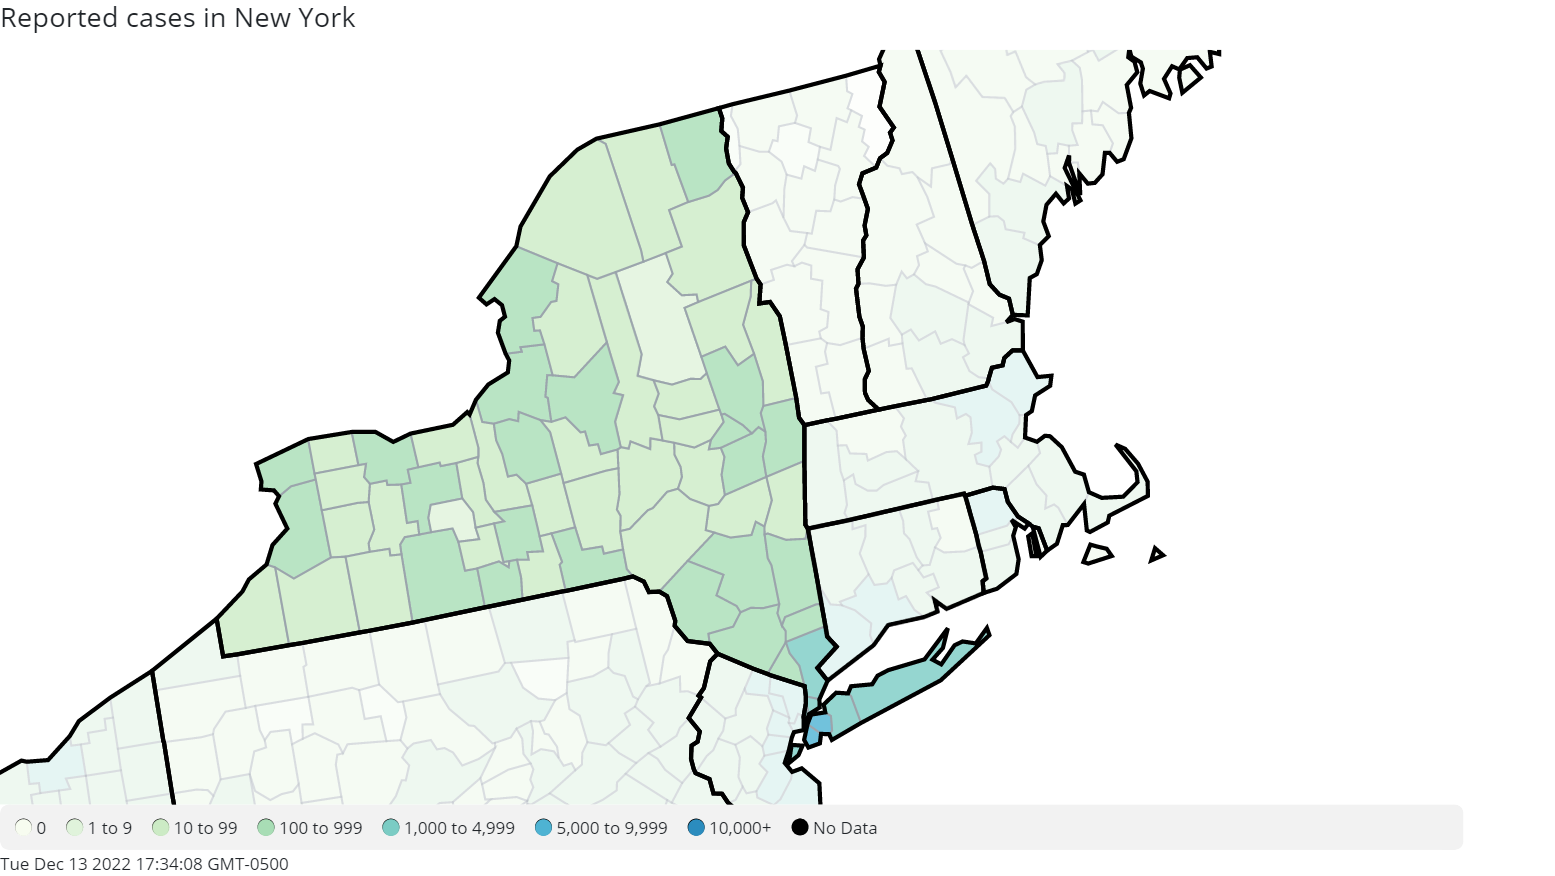 Reported cases in New York
0 1 to 9 10 to 99 100 to 999 1,000 to 4,999 5,000 to 9,999 10,000+ No Data
Tue Dec 13 2022 17:34:08 GMT-0500